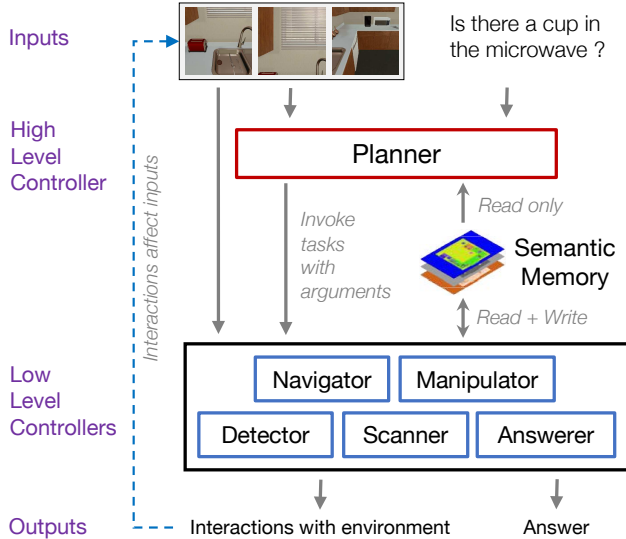 Inputs
Is there a cup in
the microwave ?
High
Level
Controller
Planner
Interactions affect inputs
Invoke
tasks
with
arguments
Read only
Semantic
Memory
Read + Write
Low
Level
Controllers
Navigator
Manipulator
Detector
Scanner
Answerer
Outputs
Interactions with environment
Answer